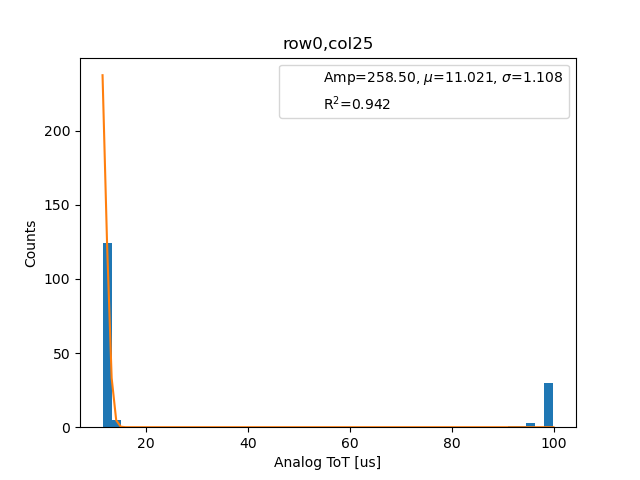 row0,col25
Amp=258.50, μ=11.021, σ=1.108
R²=0.942
Counts
200
150
100
50
0
20 40 60 80 100
Analog ToT [us]